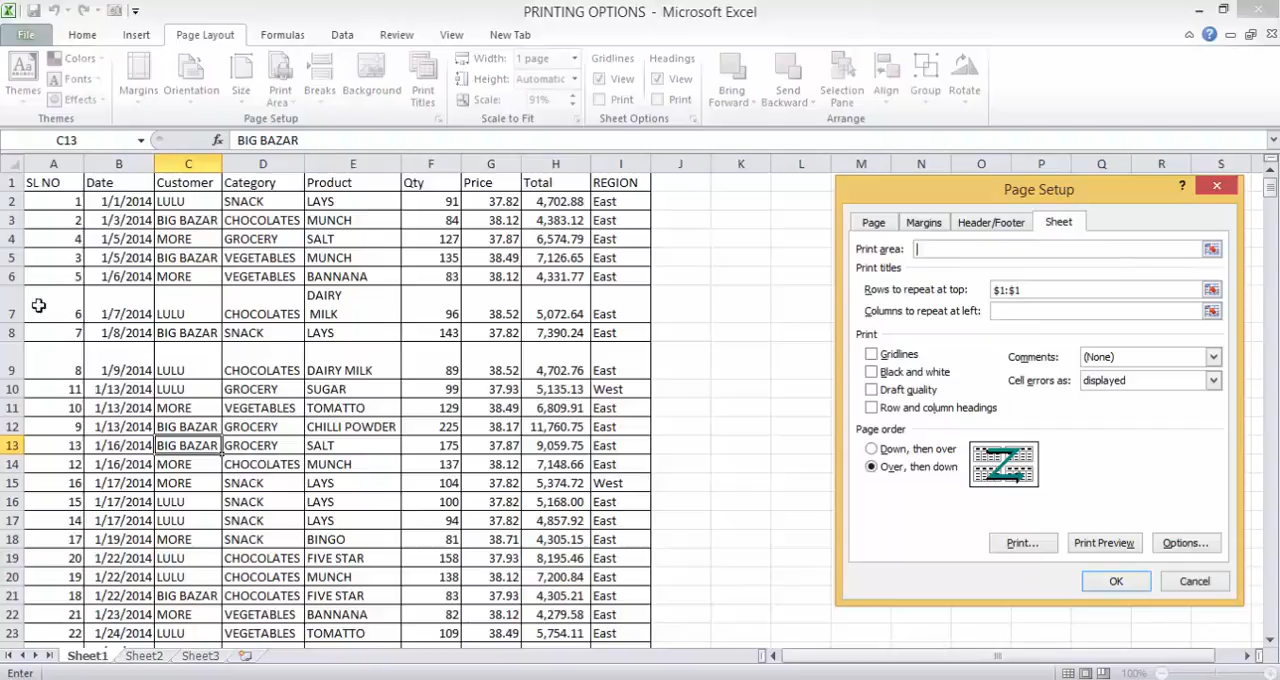 PRINTING OPTIONS - Microsoft Excel
File Home Insert Page Layout Formulas Data Review View New Tab
Colors Fonts Effects Themes
Themes
Margins Orientation Size Print Area Breaks Background Print Titles
Page Setup
Width: 1 page
Height: Automatic
Scale: 91%
Scale to Fit
Gridlines Headings
View View
Print Print
Sheet Options
Bring Forward Send Backward Selection Pane Align Group Rotate
Arrange
C13 fx BIG BAZAR
A B C D E F G H I J K L M N O P Q R S
1 SL NO Date Customer Category Product Qty Price Total REGION
2 1 1/1/2014 LULU SNACK LAYS 91 37.82 4,702.88 East
3 2 1/3/2014 BIG BAZAR CHOCOLATES MUNCH 84 38.12 4,383.12 East
4 4 1/5/2014 MORE GROCERY SALT 127 37.87 6,574.79 East
5 3 1/5/2014 BIG BAZAR VEGETABLES MUNCH 135 38.49 7,126.65 East
6 5 1/6/2014 MORE VEGETABLES BANNANA 83 38.12 4,331.77 East
DAIRY
7 6 1/7/2014 LULU CHOCOLATES MILK 96 38.52 5,072.64 East
8 7 1/8/2014 BIG BAZAR SNACK LAYS 143 37.82 7,390.24 East
9 8 1/9/2014 LULU CHOCOLATES DAIRY MILK 89 38.52 4,702.76 East
10 11 1/13/2014 LULU GROCERY SUGAR 99 37.93 5,135.13 West
11 10 1/13/2014 MORE VEGETABLES TOMATTO 129 38.49 6,809.91 East
12 9 1/13/2014 BIG BAZAR GROCERY CHILLI POWDER 225 38.17 11,760.75 East
13 13 1/16/2014 BIG BAZAR GROCERY SALT 175 37.87 9,059.75 East
14 12 1/16/2014 MORE CHOCOLATES MUNCH 137 38.12 7,148.66 East
15 16 1/17/2014 MORE SNACK LAYS 104 37.82 5,374.72 West
16 15 1/17/2014 LULU SNACK LAYS 100 37.82 5,168.00 East
17 14 1/17/2014 LULU SNACK LAYS 94 37.82 4,857.92 East
18 17 1/19/2014 MORE SNACK BINGO 81 38.71 4,305.15 East
19 20 1/22/2014 LULU CHOCOLATES FIVE STAR 158 37.93 8,195.46 East
20 19 1/22/2014 LULU CHOCOLATES MUNCH 138 38.12 7,200.84 East
21 18 1/22/2014 BIG BAZAR CHOCOLATES FIVE STAR 83 37.93 4,305.21 East
22 21 1/23/2014 MORE VEGETABLES BANNANA 82 38.12 4,279.58 East
23 22 1/24/2014 LULU VEGETABLES TOMATTO 109 38.49 5,754.11 East
Page Setup
? X
Page Margins Header/Footer Sheet
Print area:
Print titles
Rows to repeat at top: $1:$1
Columns to repeat at left:
Print
Gridlines
Black and white
Draft quality
Row and column headings
Comments: (None)
Cell errors as: displayed
Page order
Down, then over
Over, then down
Print... Print Preview Options...
OK Cancel
Sheet1 Sheet2 Sheet3
Enter 100%